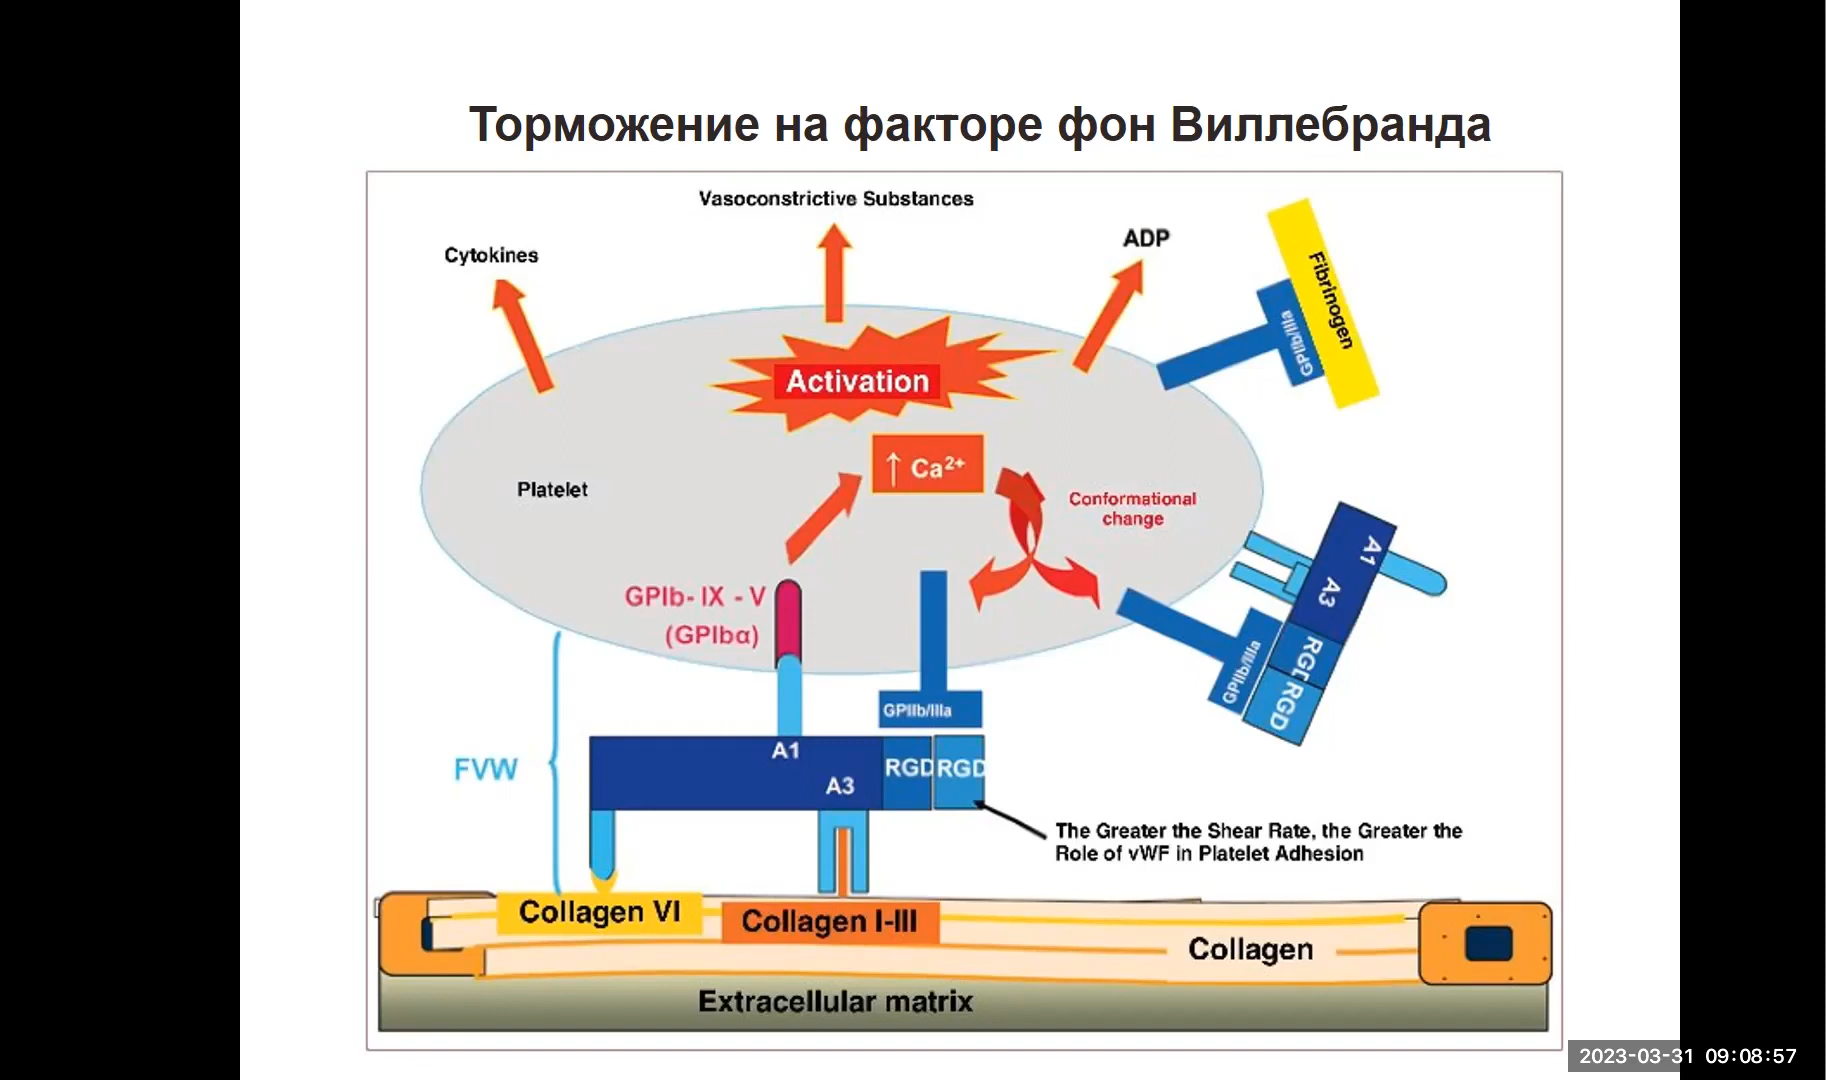 Торможение на факторе фон Виллебранда
Vasoconstrictive Substances
Cytokines
ADP
Fibrinogen
GPIIb/IIIa
Activation
↑ Ca²⁺
Platelet
Conformational
change
A1
A3
RGD
RGD
GPIIb/IIIa
GPIb- IX - V
(GPIbα)
GPIIb/IIIa
FVW
A1
A3
RGD
RGD
The Greater the Shear Rate, the Greater the
Role of vWF in Platelet Adhesion
Collagen VI
Collagen I-III
Collagen
Extracellular matrix
2023-03-31 09:08:57